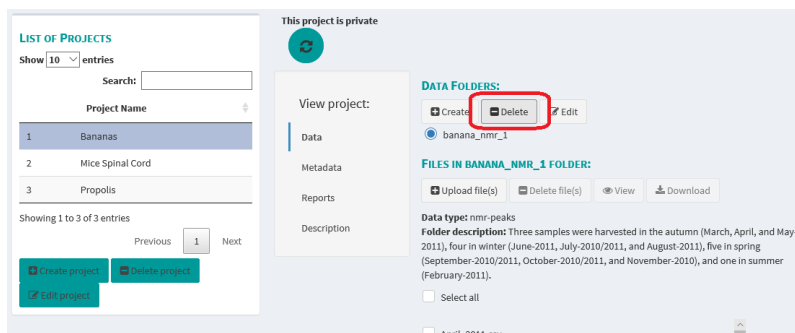 This project is private
LIST OF PROJECTS
Show 10 entries
Search:
Project Name
1 Bananas
2 Mice Spinal Cord
3 Propolis
Showing 1 to 3 of 3 entries
Previous 1 Next
Create project Delete project
Edit project
View project:
Data
Metadata
Reports
Description
DATA FOLDERS:
Create Delete Edit
banana_nmr_1
FILES IN BANANA_NMR_1 FOLDER:
Upload file(s) Delete file(s) View Download
Data type: nmr-peaks
Folder description: Three samples were harvested in the autumn (March, April, and May-
2011), four in winter (June-2011, July-2010/2011, and August-2011), five in spring
(September-2010/2011, October-2010/2011, and November-2010), and one in summer
(February-2011).
Select all